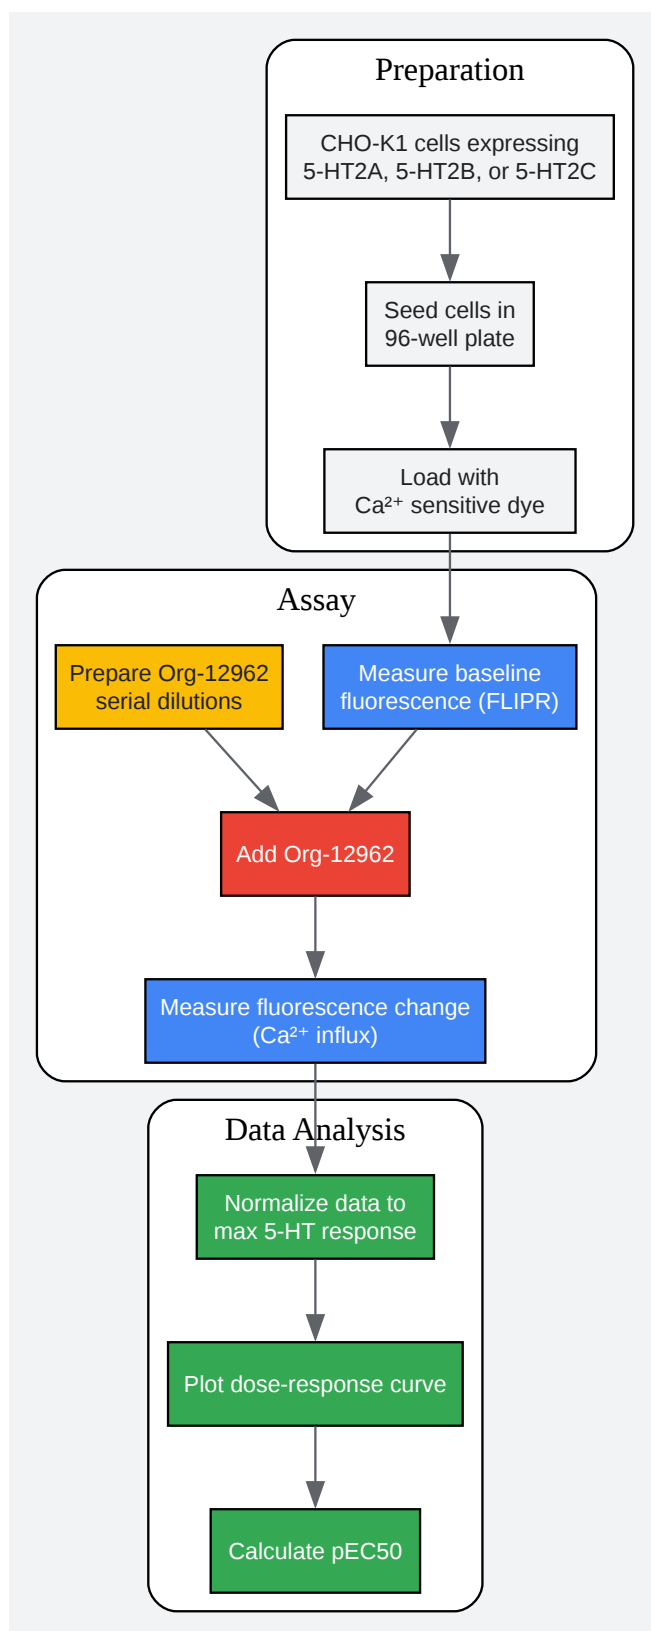 Preparation
CHO-K1 cells expressing
5-HT2A, 5-HT2B, or 5-HT2C
Seed cells in
96-well plate
Load with
Ca²⁺ sensitive dye
Assay
Prepare Org-12962
serial dilutions
Measure baseline
fluorescence (FLIPR)
Add Org-12962
Measure fluorescence change
(Ca²⁺ influx)
Data Analysis
Normalize data to
max 5-HT response
Plot dose-response curve
Calculate pEC50